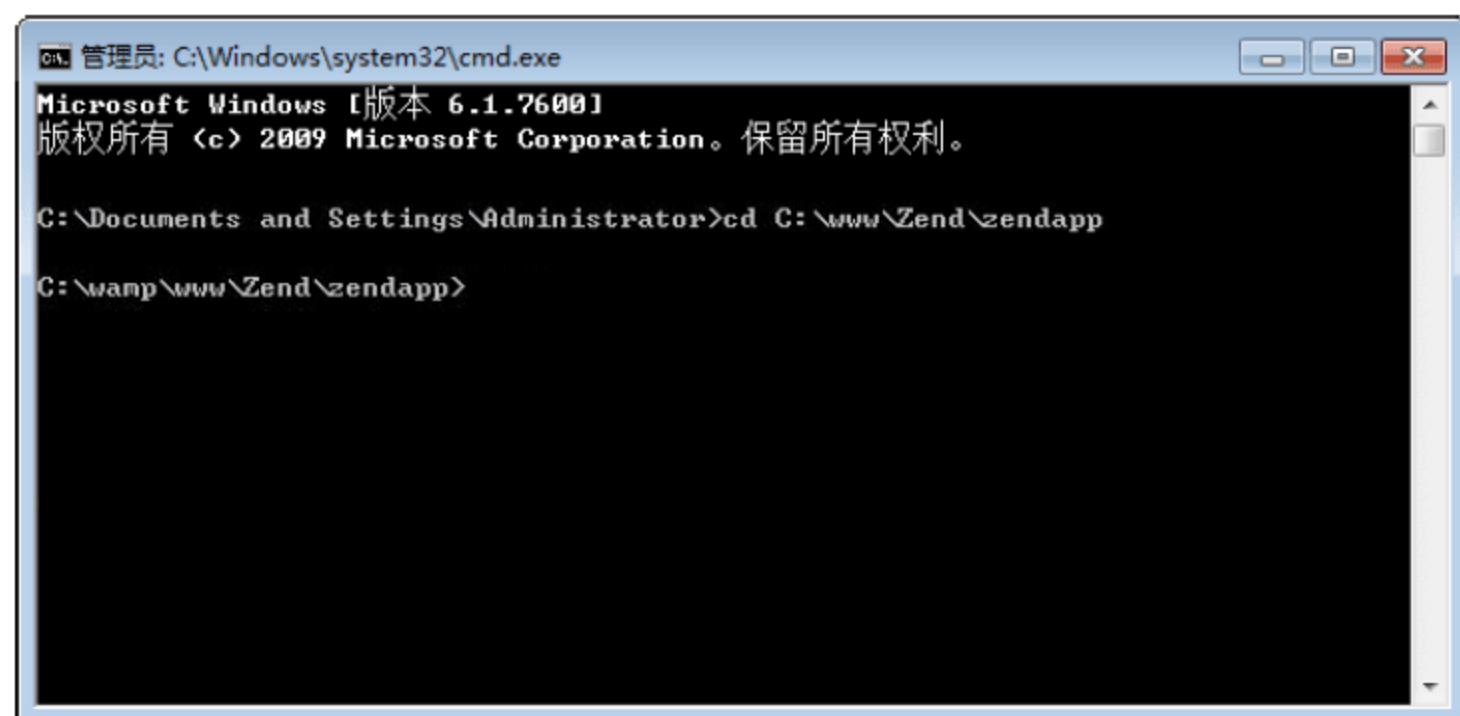 管理员: C:\Windows\system32\cmd.exe
Microsoft Windows [版本 6.1.7600]
版权所有 (c) 2009 Microsoft Corporation。保留所有权利。
C:\Documents and Settings\Administrator>cd C:\www\Zend\zendapp
C:\wamp\www\Zend\zendapp>